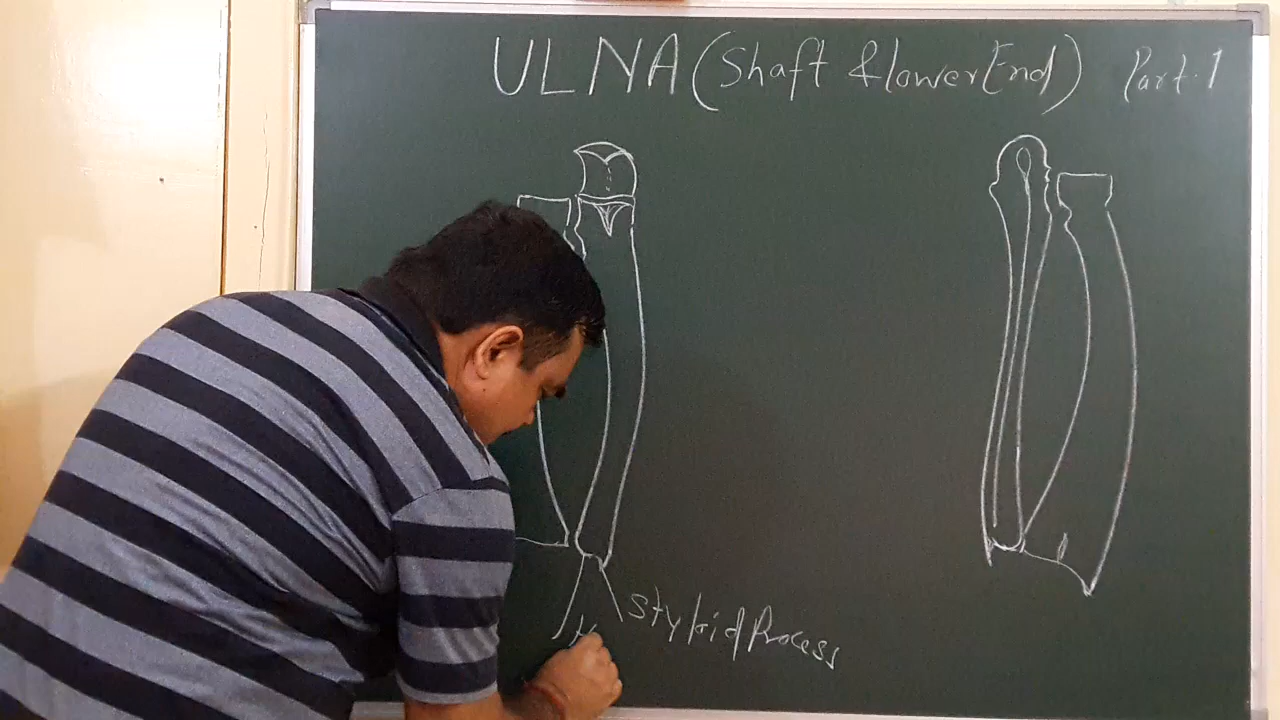 ULNA (Shaft & lower End) Part. 1
Styloid Process
H